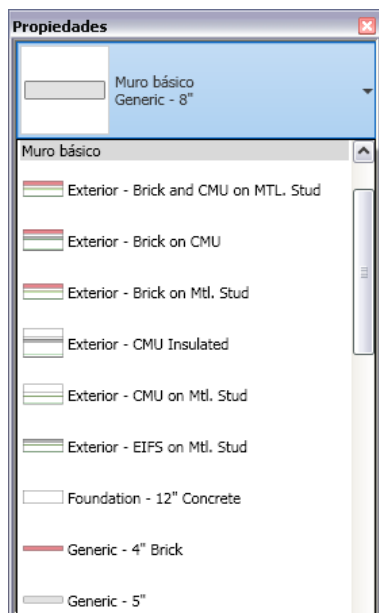 Propiedades
Muro básico
Generic - 8"
Muro básico
Exterior - Brick and CMU on MTL. Stud
Exterior - Brick on CMU
Exterior - Brick on Mtl. Stud
Exterior - CMU Insulated
Exterior - CMU on Mtl. Stud
Exterior - EIFS on Mtl. Stud
Foundation - 12" Concrete
Generic - 4" Brick
Generic - 5"